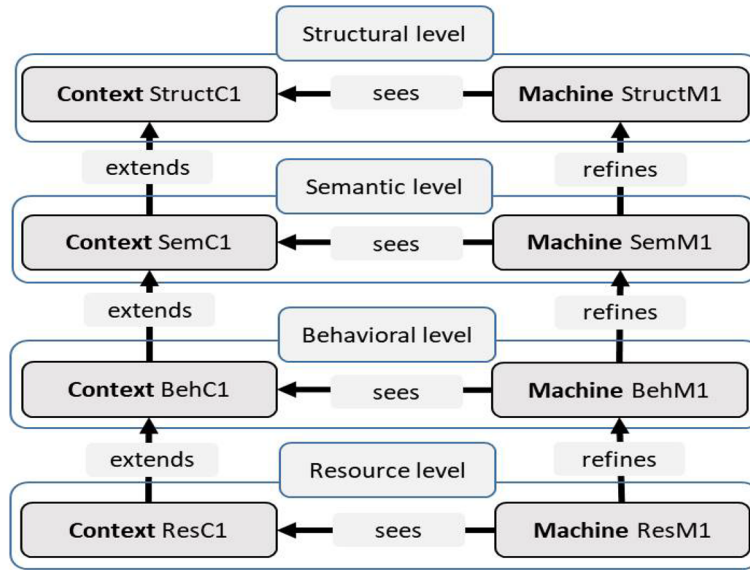 Structural level
Context StructC1
sees
Machine StructM1
extends
refines
Semantic level
Context SemC1
sees
Machine SemM1
extends
refines
Behavioral level
Context BehC1
sees
Machine BehM1
extends
refines
Resource level
Context ResC1
sees
Machine ResM1